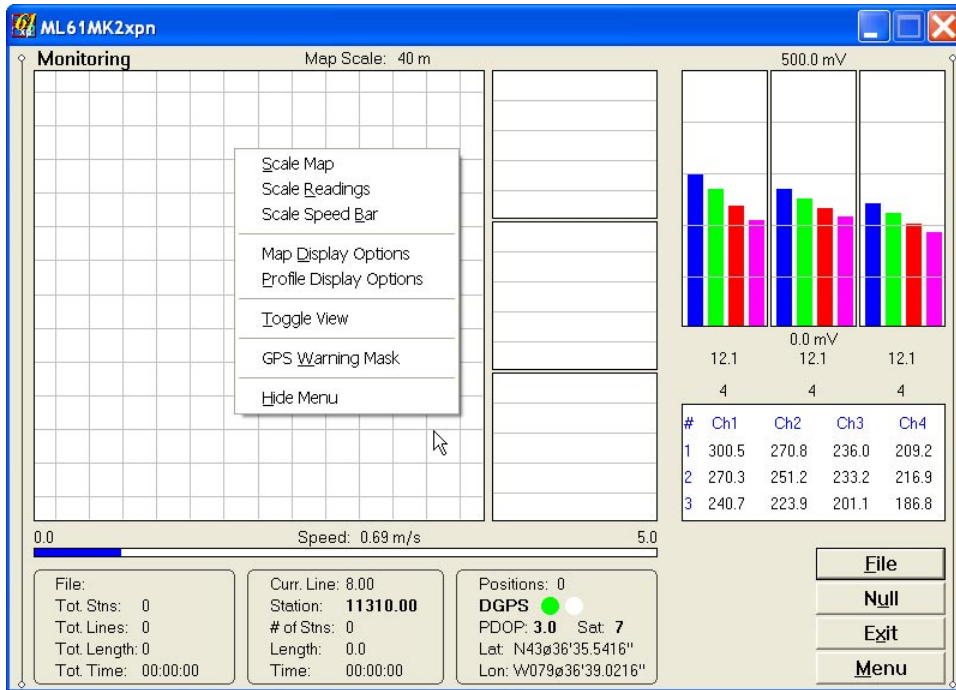 ML61MK2xpn
Monitoring
Map Scale: 40 m
Scale Map
Scale Readings
Scale Speed Bar
Map Display Options
Profile Display Options
Toggle View
GPS Warning Mask
Hide Menu
500.0 mV
0.0 mV
12.1 12.1 12.1
4 4 4
# Ch1 Ch2 Ch3 Ch4
1 300.5 270.8 236.0 209.2
2 270.3 251.2 233.2 216.9
3 240.7 223.9 201.1 186.8
0.0 Speed: 0.69 m/s 5.0
File:
Tot. Stns: 0
Tot. Lines: 0
Tot. Length: 0
Tot. Time: 00:00:00
Curr. Line: 8.00
Station: 11310.00
# of Stns: 0
Length: 0.0
Time: 00:00:00
Positions: 0
DGPS
PDOP: 3.0 Sat: 7
Lat: N43ø36'35.5416"
Lon: W079ø36'39.0216"
File
Null
Exit
Menu